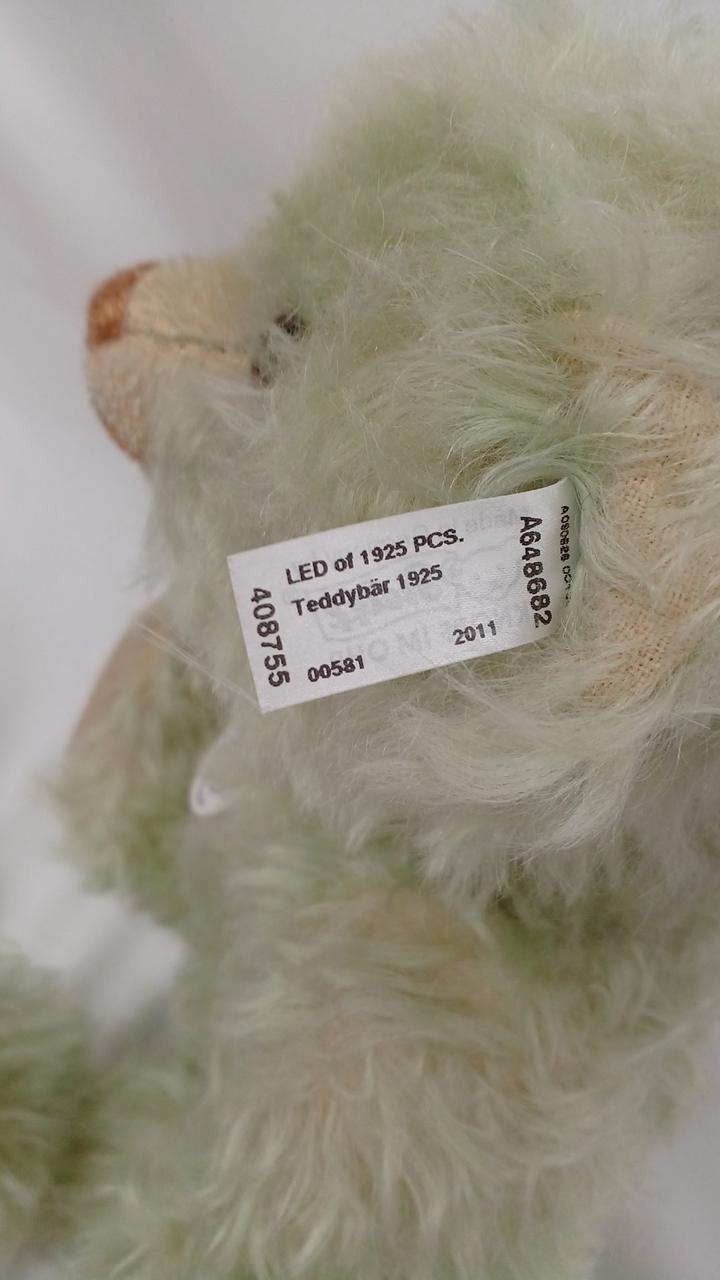 LED of 1925 PCS.
Teddybär 1925
00581 2011
408755
A648682